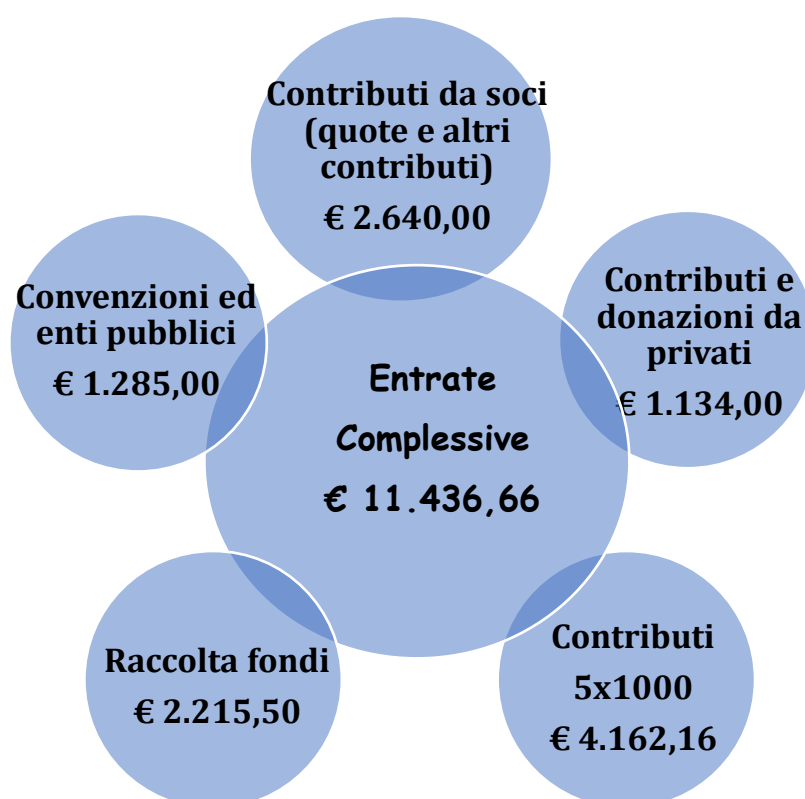 Contributi da soci
(quote e altri
contributi)
€ 2.640,00
Contributi e
donazioni da
privati
€ 1.134,00
Convenzioni ed
enti pubblici
€ 1.285,00
Entrate
Complessive
€ 11.436,66
Raccolta fondi
€ 2.215,50
Contributi
5x1000
€ 4.162,16